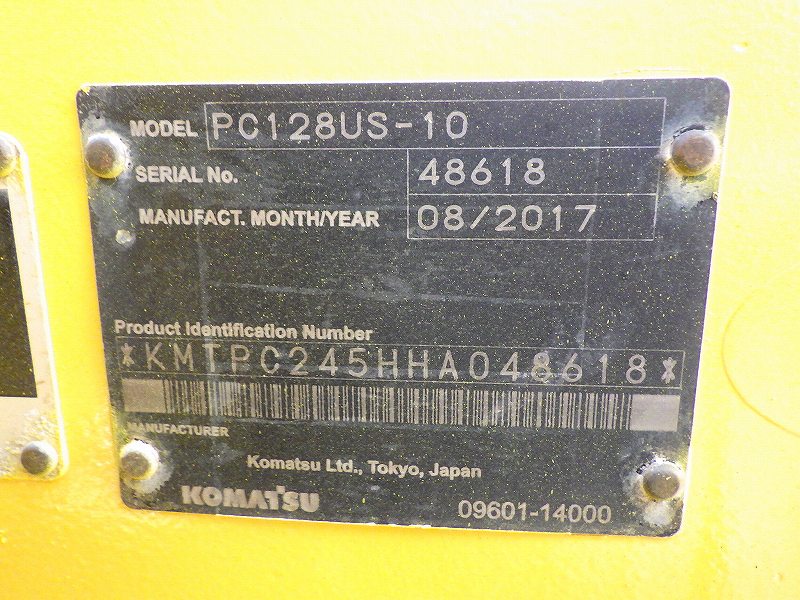 MODEL PC128US-10
SERIAL No. 48618
MANUFACT. MONTH/YEAR 08/2017
Product Identification Number
*KMTPC245HHA048618*
MANUFACTURER
Komatsu Ltd., Tokyo, Japan
KOMATSU 09601-14000